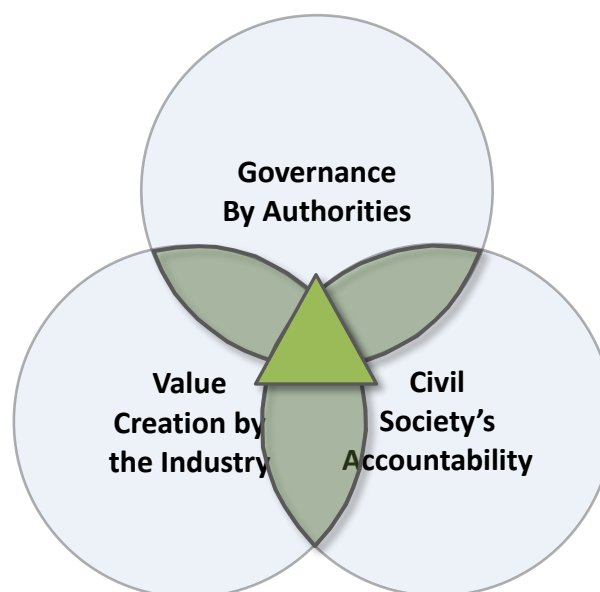 Governance
By Authorities
Value
Creation by
the Industry
Civil
Society’s
Accountability